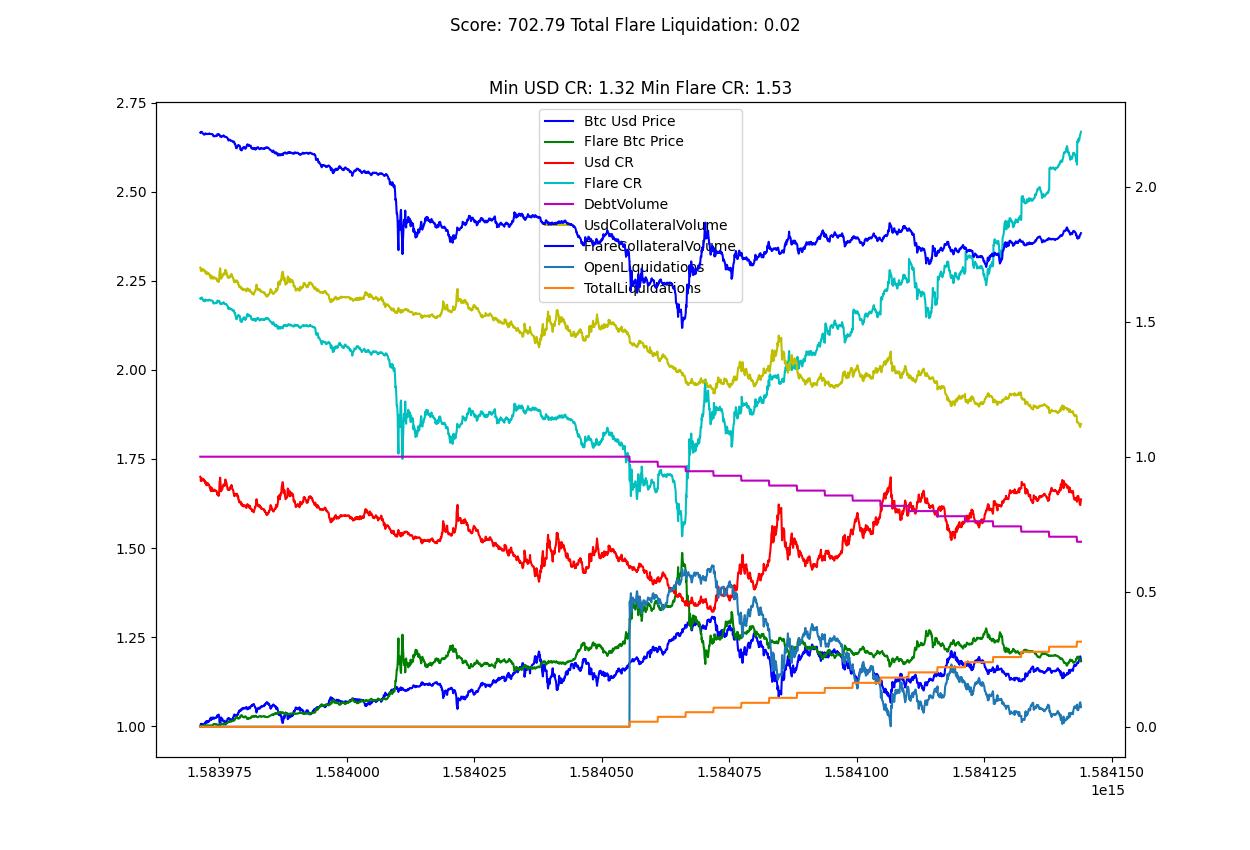 Score: 702.79 Total Flare Liquidation: 0.02
Min USD CR: 1.32 Min Flare CR: 1.53
2.75
2.50
2.25
2.00
1.75
1.50
1.25
1.00
Btc Usd Price
Flare Btc Price
Usd CR
Flare CR
DebtVolume
UsdCollateralVolume
FlareCollateralVolume
OpenLiquidations
TotalLiquidations
2.0
1.5
1.0
0.5
0.0
1.583975 1.584000 1.584025 1.584050 1.584075 1.584100 1.584125 1.584150
1e15